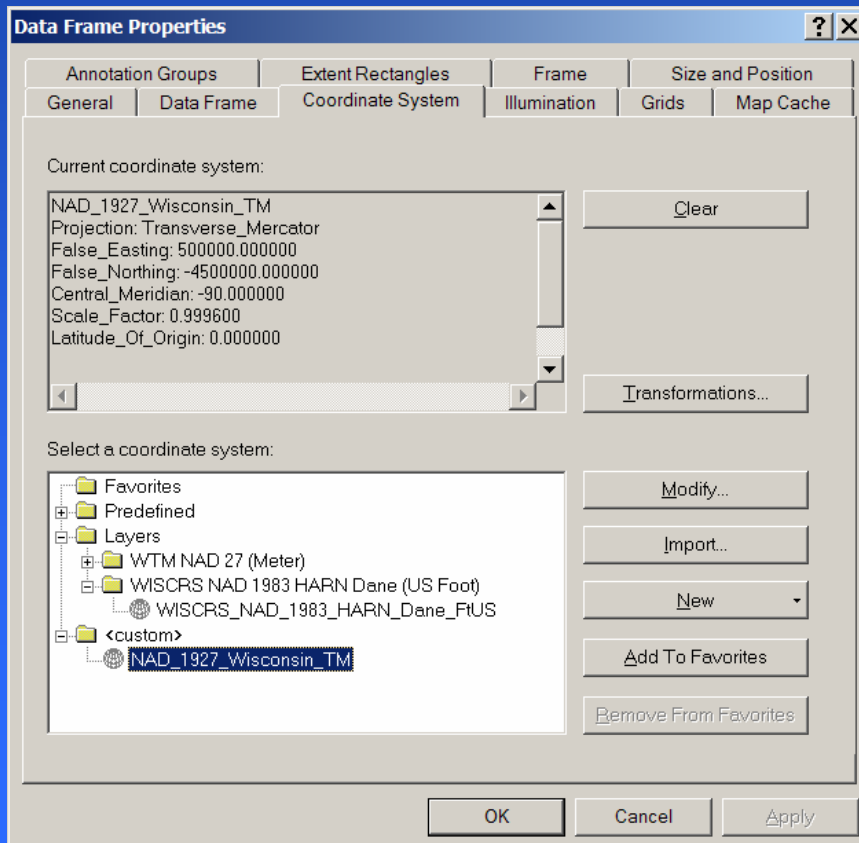 Data Frame Properties
Annotation Groups Extent Rectangles Frame Size and Position
General Data Frame Coordinate System Illumination Grids Map Cache
Current coordinate system:
NAD_1927_Wisconsin_TM
Projection: Transverse_Mercator
False_Easting: 500000.000000
False_Northing: -4500000.000000
Central_Meridian: -90.000000
Scale_Factor: 0.999600
Latitude_Of_Origin: 0.000000
Clear
Transformations...
Select a coordinate system:
Favorites
Predefined
Layers
WTM NAD 27 (Meter)
WISCRS NAD 1983 HARN Dane (US Foot)
WISCRS_NAD_1983_HARN_Dane_FtUS
<custom>
NAD_1927_Wisconsin_TM
Modify...
Import...
New
Add To Favorites
Remove From Favorites
OK Cancel Apply